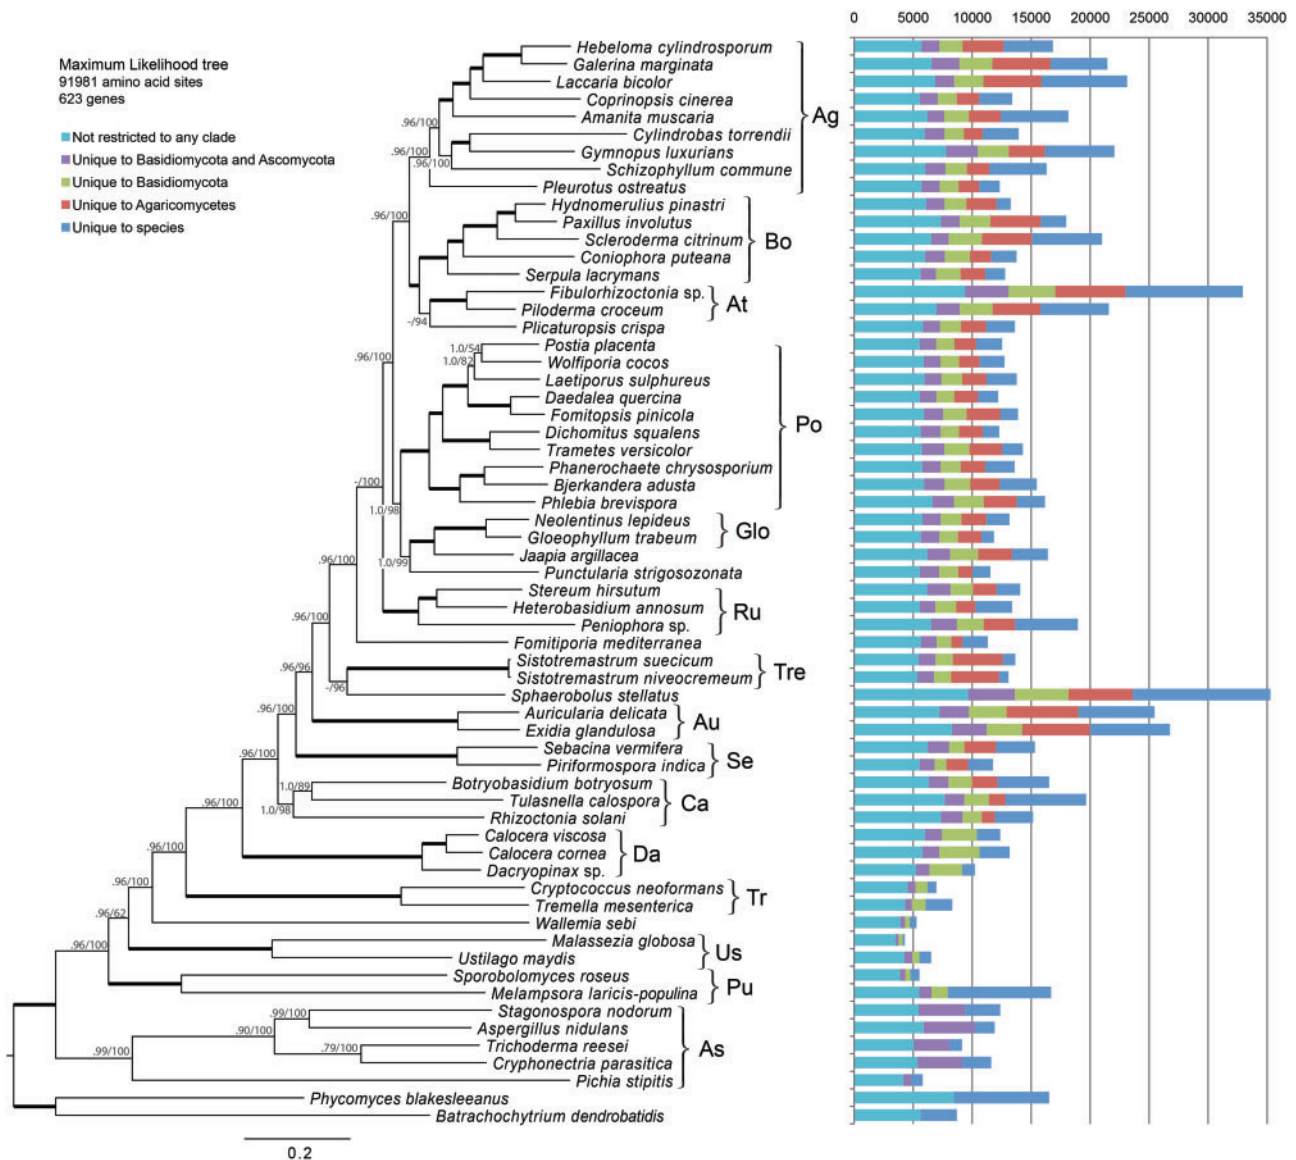 0 5000 10000 15000 20000 25000 30000 35000
Maximum Likelihood tree
91981 amino acid sites
623 genes
Not restricted to any clade
Unique to Basidiomycota and Ascomycota
Unique to Basidiomycota
Unique to Agaricomycetes
Unique to species
Hebeloma cylindrosporum
Galerina marginata
Laccaria bicolor
Coprinopsis cinerea
Amanita muscaria
Cylindrobas torrendii
Gymnopus luxurians
Schizophyllum commune
Pleurotus ostreatus
Ag
Hydnomerulius pinastri
Paxillus involutus
Scleroderma citrinum
Coniophora puteana
Serpula lacrymans
Bo
Fibulorhizoctonia sp.
Piloderma croceum
At
Plicaturopsis crispa
Postia placenta
Wolfiporia cocos
Laetiporus sulphureus
Daedalea quercina
Fomitopsis pinicola
Dichomitus squalens
Trametes versicolor
Phanerochaete chrysosporium
Bjerkandera adusta
Phlebia brevispora
Po
Neolentinus lepideus
Gloeophyllum trabeum
Glo
Jaapia argillacea
Punctularia strigosozonata
Stereum hirsutum
Heterobasidium annosum
Peniophora sp.
Ru
Fomitiporia mediterranea
Sistotremastrum suecicum
Sistotremastrum niveocremeum
Tre
Sphaerobolus stellatus
Auricularia delicata
Exidia glandulosa
Au
Sebacina vermifera
Piriformospora indica
Se
Botryobasidium botryosum
Tulasnella calospora
Rhizoctonia solani
Ca
Calocera viscosa
Calocera cornea
Dacryopinax sp.
Da
Cryptococcus neoformans
Tremella mesenterica
Tr
Wallemia sebi
Malassezia globosa
Ustilago maydis
Us
Sporobolomyces roseus
Melampsora laricis-populina
Pu
Stagonospora nodorum
Aspergillus nidulans
Trichoderma reesei
Cryphonectria parasitica
Pichia stipitis
As
Phycomyces blakesleeanus
Batrachochytrium dendrobatidis
.96/100
.96/100
.96/100
.96/100
-/94
.96/100
1.0/54
1.0/82
-/100
1.0/98
1.0/99
.96/100
.96/100
.96/96
-/96
.96/100
.96/100
1.0/89
1.0/98
.96/100
.96/100
.96/100
.96/62
.96/100
.99/100
.90/100
.79/100
.99/100
0.2